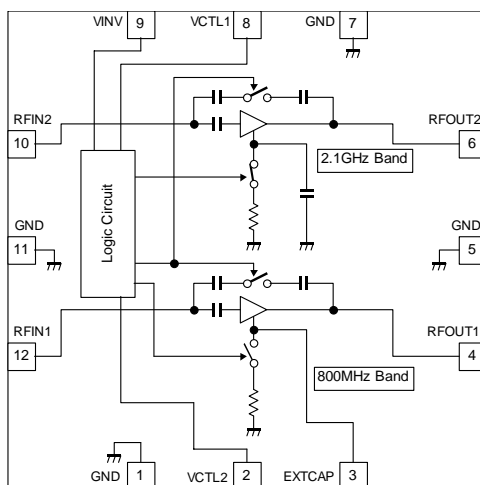 VINV
9
VCTL1
8
GND
7
RFIN2
10
RFOUT2
6
2.1GHz Band
Logic Circuit
GND
11
GND
5
RFIN1
12
RFOUT1
4
800MHz Band
GND
1
VCTL2
2
EXTCAP
3